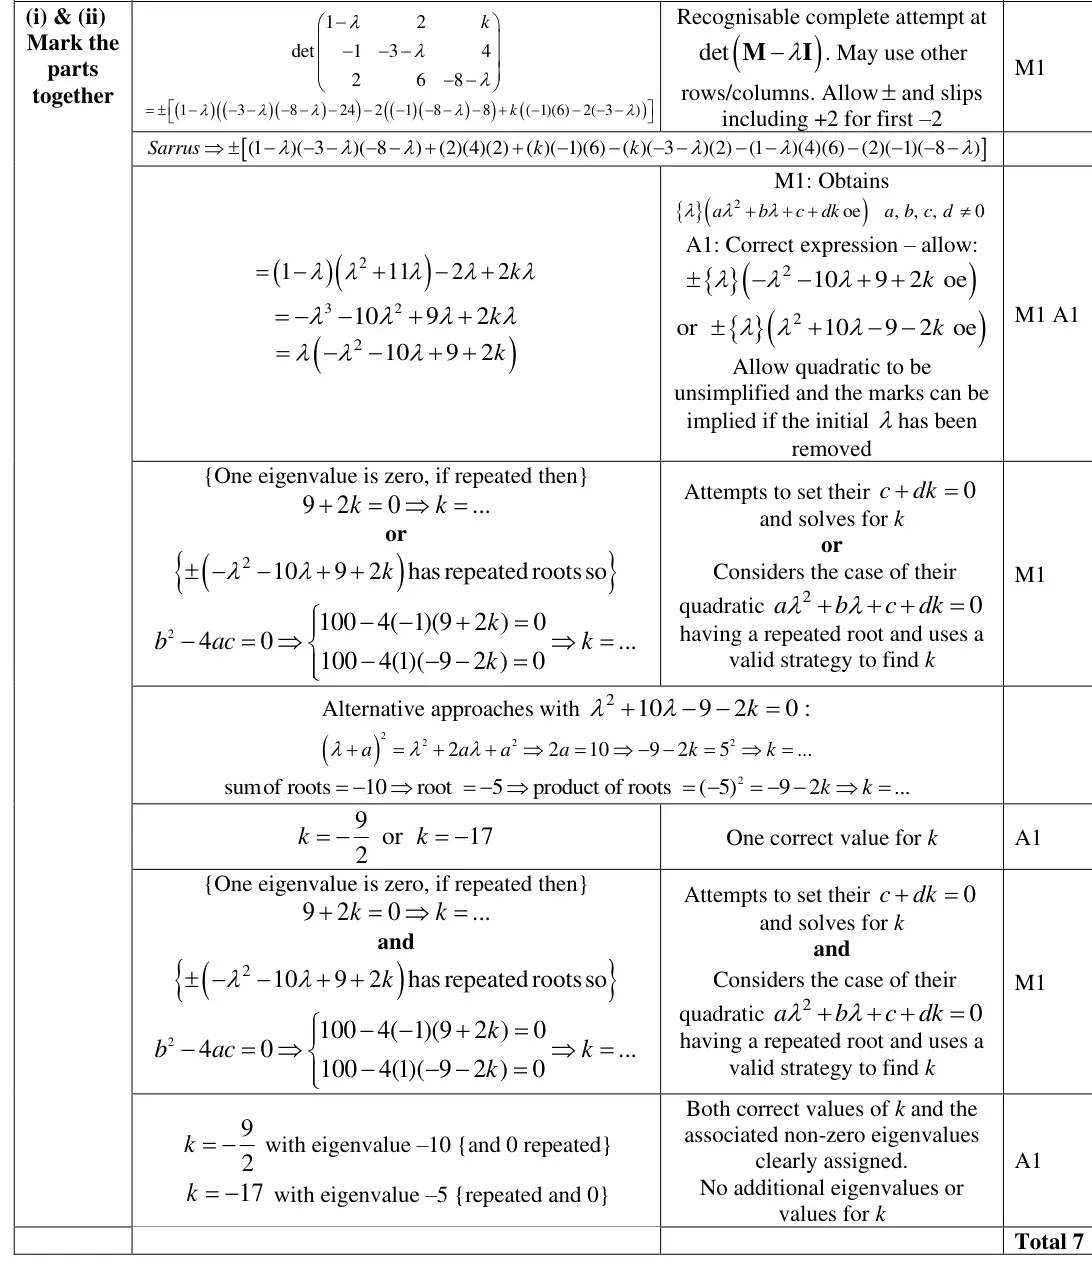 (i) & (ii)
Mark the
parts
together
det ( 1−λ 2 k
−1 −3−λ 4
2 6 −8−λ )
=±[(1−λ)((−3−λ)(−8−λ)−24)−2((−1)(−8−λ)−8)+k((−1)(6)−2(−3−λ))]
Recognisable complete attempt at
det(M−λI). May use other
rows/columns. Allow ± and slips
including +2 for first –2
M1
Sarrus ⇒ ±[(1−λ)(−3−λ)(−8−λ)+(2)(4)(2)+(k)(−1)(6)−(k)(−3−λ)(2)−(1−λ)(4)(6)−(2)(−1)(−8−λ)]
=(1−λ)(λ²+11λ)−2λ+2kλ
=−λ³−10λ²+9λ+2kλ
=λ(−λ²−10λ+9+2k)
M1: Obtains
{λ}(aλ²+bλ+c+dk oe) a, b, c, d ≠ 0
A1: Correct expression – allow:
±{λ}(−λ²−10λ+9+2k oe)
or ±{λ}(λ²+10λ−9−2k oe)
Allow quadratic to be
unsimplified and the marks can be
implied if the initial λ has been
removed
M1 A1
{One eigenvalue is zero, if repeated then}
9+2k=0⇒k=...
or
{±(−λ²−10λ+9+2k) has repeated roots so}
b²−4ac=0⇒{100−4(−1)(9+2k)=0
100−4(1)(−9−2k)=0 ⇒k=...
Attempts to set their c+dk=0
and solves for k
or
Considers the case of their
quadratic aλ²+bλ+c+dk=0
having a repeated root and uses a
valid strategy to find k
M1
Alternative approaches with λ²+10λ−9−2k=0 :
(λ+a)²=λ²+2aλ+a²⇒2a=10⇒−9−2k=5²⇒k=...
sum of roots =−10⇒root =−5⇒product of roots =(−5)²=−9−2k⇒k=...
k=−9/2 or k=−17
One correct value for k
A1
{One eigenvalue is zero, if repeated then}
9+2k=0⇒k=...
and
{±(−λ²−10λ+9+2k) has repeated roots so}
b²−4ac=0⇒{100−4(−1)(9+2k)=0
100−4(1)(−9−2k)=0 ⇒k=...
Attempts to set their c+dk=0
and solves for k
and
Considers the case of their
quadratic aλ²+bλ+c+dk=0
having a repeated root and uses a
valid strategy to find k
M1
k=−9/2 with eigenvalue –10 {and 0 repeated}
k=−17 with eigenvalue –5 {repeated and 0}
Both correct values of k and the
associated non-zero eigenvalues
clearly assigned.
No additional eigenvalues or
values for k
A1
Total 7